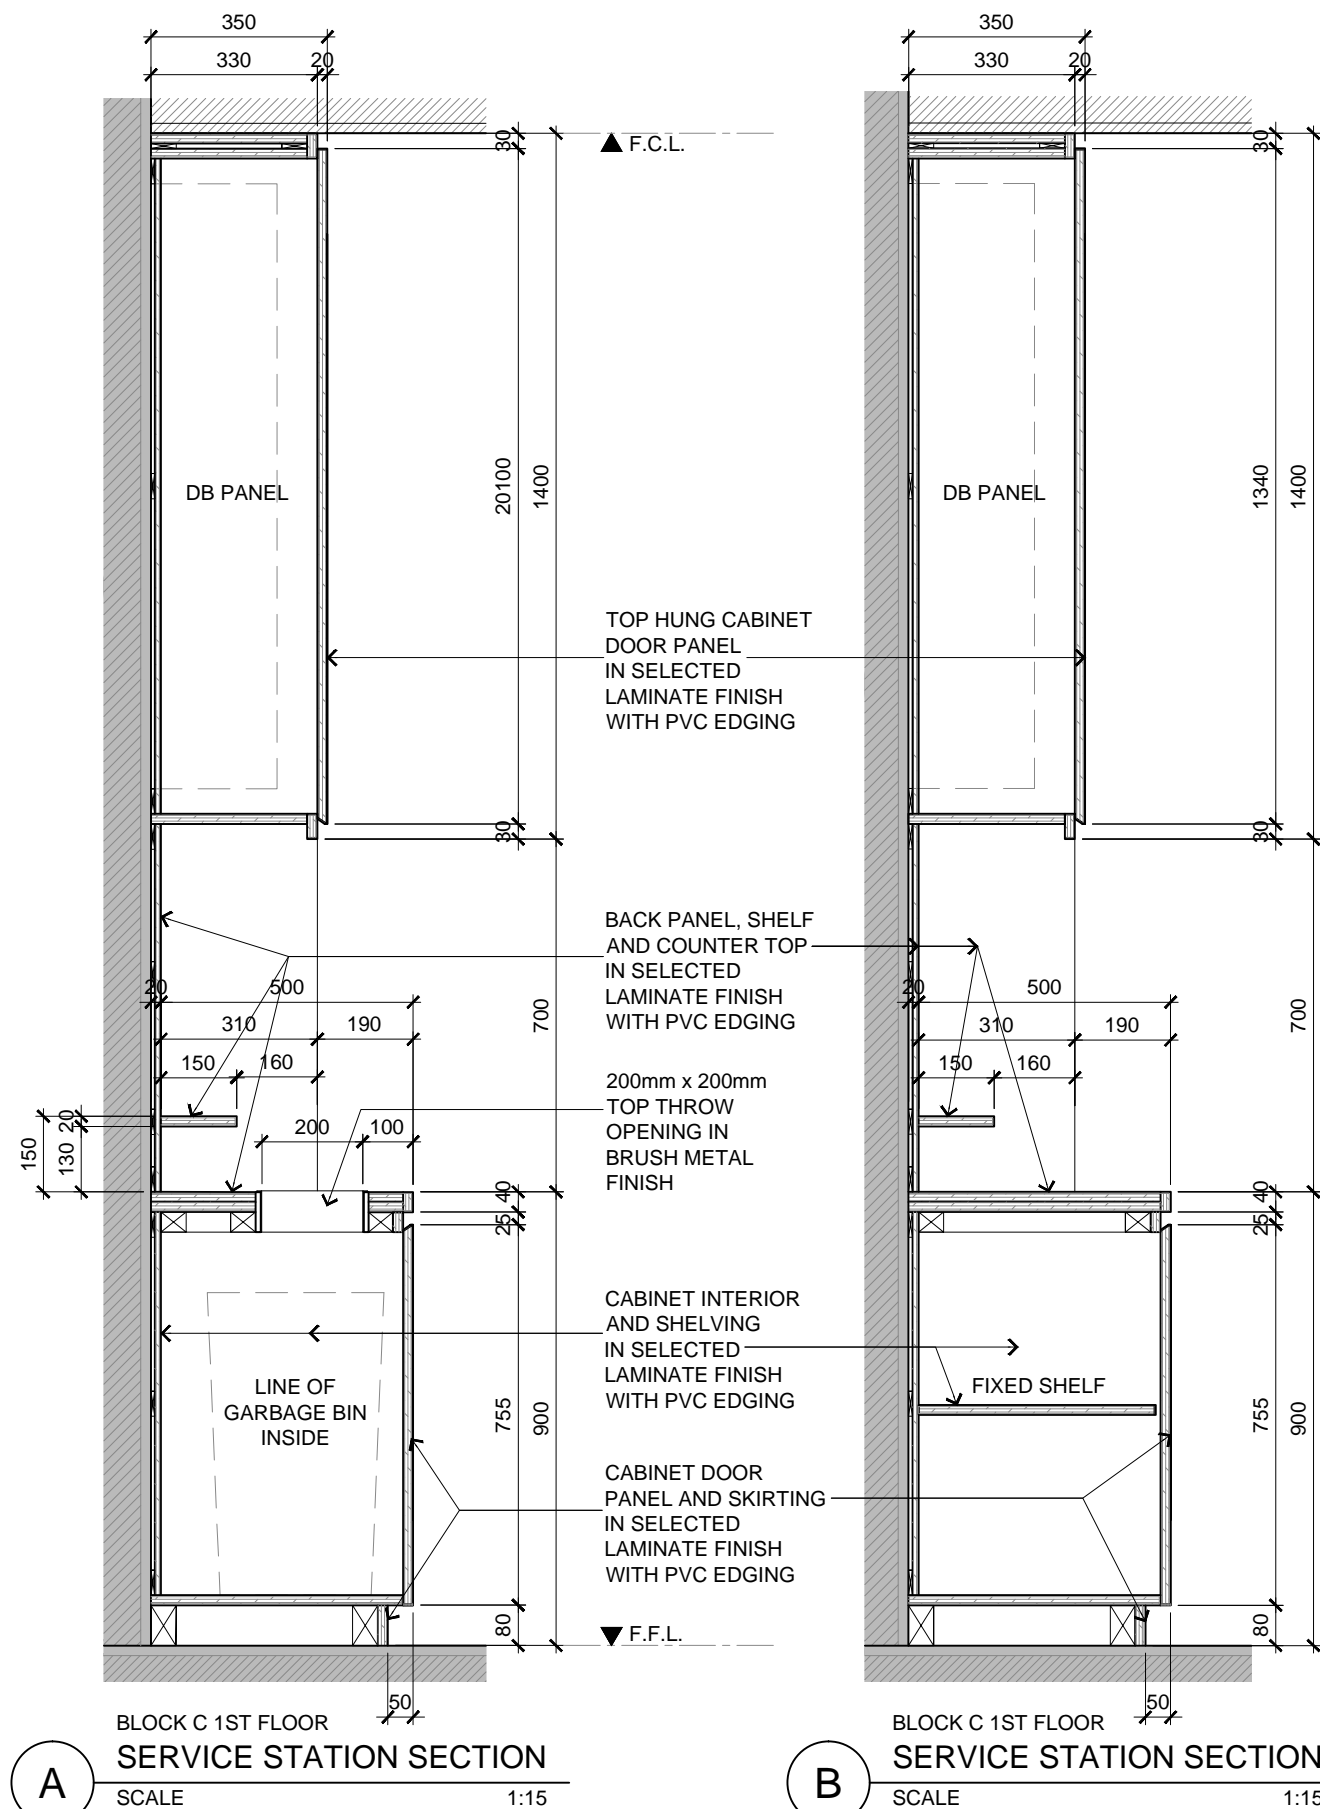 350
330
20
350
330
20
30
F.C.L.
30
DB PANEL
20100
1400
DB PANEL
1340
1400
TOP HUNG CABINET
DOOR PANEL
IN SELECTED
LAMINATE FINISH
WITH PVC EDGING
30
30
BACK PANEL, SHELF
AND COUNTER TOP
IN SELECTED
LAMINATE FINISH
WITH PVC EDGING
20
500
310
190
150
160
700
20
500
310
190
150
160
700
200mm x 200mm
TOP THROW
OPENING IN
BRUSH METAL
FINISH
150
20
130
200
100
40
25
40
25
CABINET INTERIOR
AND SHELVING
IN SELECTED
LAMINATE FINISH
WITH PVC EDGING
LINE OF
GARBAGE BIN
INSIDE
755
900
FIXED SHELF
755
900
CABINET DOOR
PANEL AND SKIRTING
IN SELECTED
LAMINATE FINISH
WITH PVC EDGING
80
F.F.L.
80
50
50
BLOCK C 1ST FLOOR
A
SERVICE STATION SECTION
SCALE
1:15
BLOCK C 1ST FLOOR
B
SERVICE STATION SECTION
SCALE
1:15